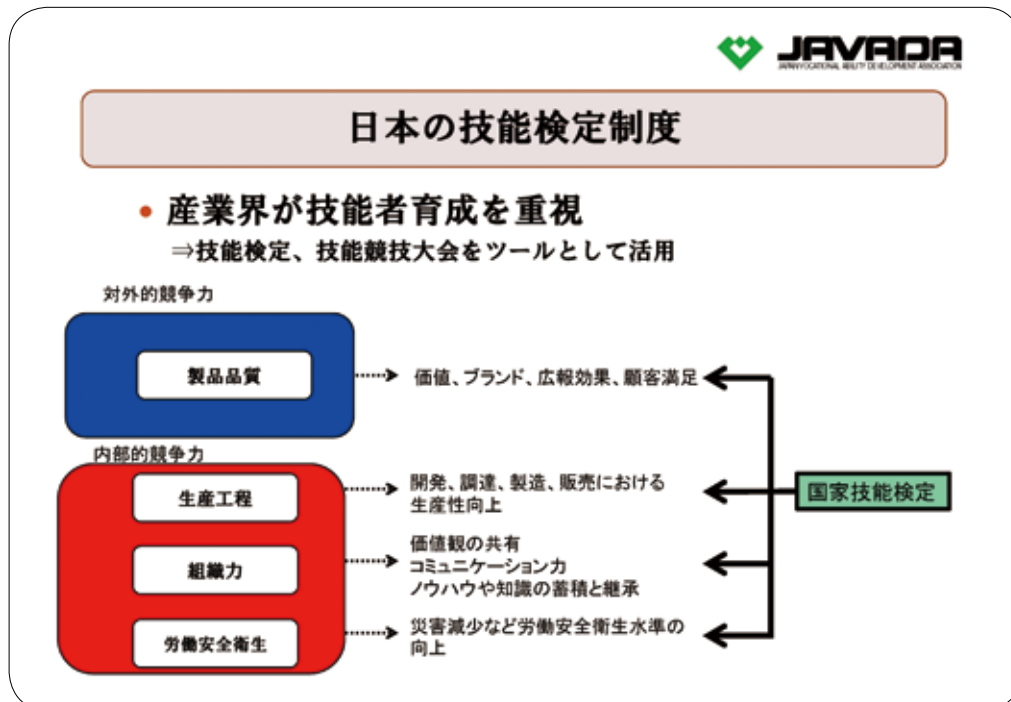 JAVADA
JAPAN VOCATIONAL ABILITY DEVELOPMENT ASSOCIATION
日本の技能検定制度
• 産業界が技能者育成を重視
⇒技能検定、技能競技大会をツールとして活用
対外的競争力
製品品質
価値、ブランド、広報効果、顧客満足
内部的競争力
生産工程
開発、調達、製造、販売における
生産性向上
国家技能検定
組織力
価値観の共有
コミュニケーション力
ノウハウや知識の蓄積と継承
労働安全衛生
災害減少など労働安全衛生水準の
向上